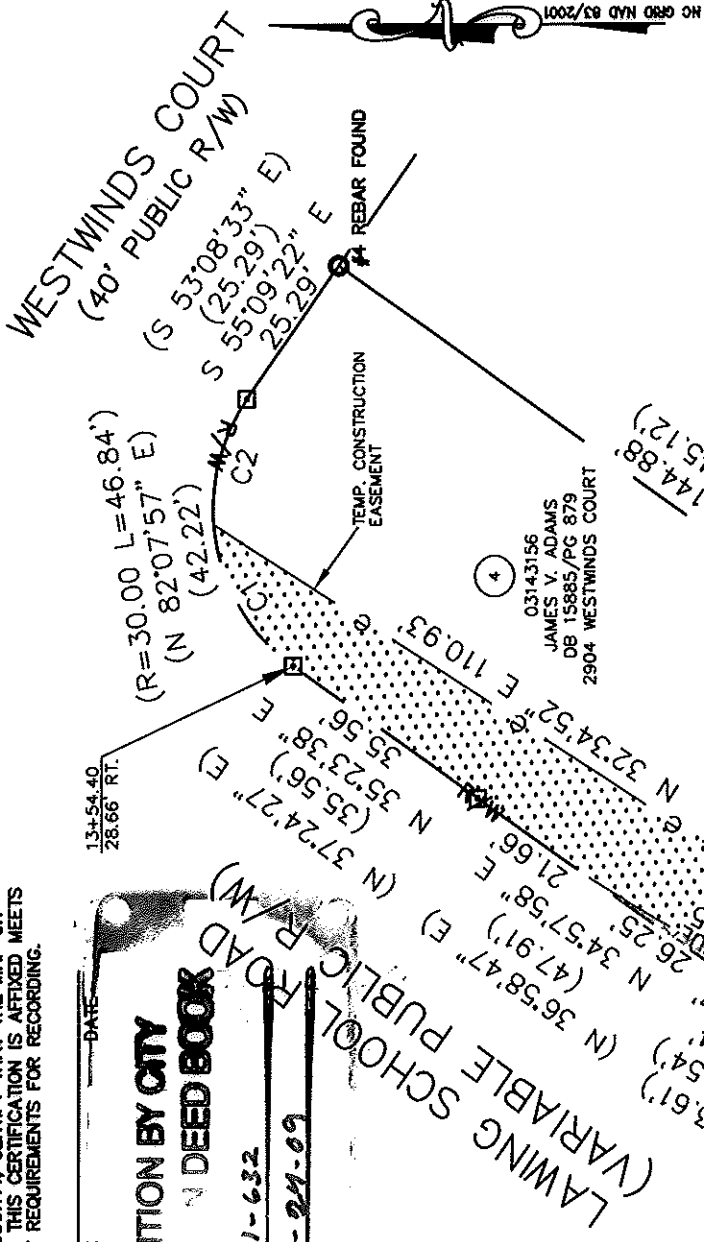 THIS CERTIFICATION IS AFFIXED MEETS
REQUIREMENTS FOR RECORDING.
DATE
BY CITY
DEED BOOK
13+54.40
28.66' RT.
(R=30.00 L=46.84')
(N 82°07'57" E)
(42.22')
WESTWINDS COURT
(40' PUBLIC R/W)
(S 53°08'33" E)
(25.29')
S 55°09'22" E
25.29'
R/W
C2
C1
#4 REBAR FOUND
NC GRID NAD 83/2001
TEMP. CONSTRUCTION
EASEMENT
(N 37°24'27" E)
(35.56')
N 35°23'38" E
35.56'
(N 36°58'47" E)
(47.91')
N 34°57'58" E
21.66'
26.25'
N 32°34'52" E 110.93'
e
e
e
e
4
03143156
JAMES V. ADAMS
DB 15885/PG 879
2904 WESTWINDS COURT
144.88'
LAWING SCHOOL ROAD
(VARIABLE PUBLIC R/W)